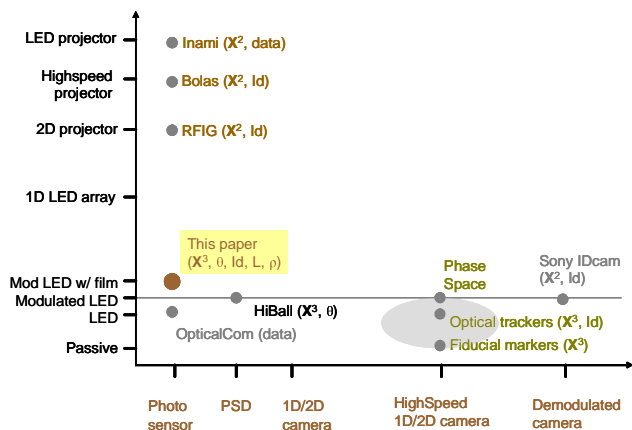 LED projector
Inami (X², data)
Highspeed
projector
Bolas (X², Id)
2D projector
RFIG (X², Id)
1D LED array
This paper
(X³, θ, Id, L, ρ)
Phase
Space
Sony IDcam
(X², Id)
Mod LED w/ film
Modulated LED
HiBall (X³, θ)
LED
OpticalCom (data)
Optical trackers (X³, Id)
Passive
Fiducial markers (X³)
Photo
sensor
PSD
1D/2D
camera
HighSpeed
1D/2D camera
Demodulated
camera